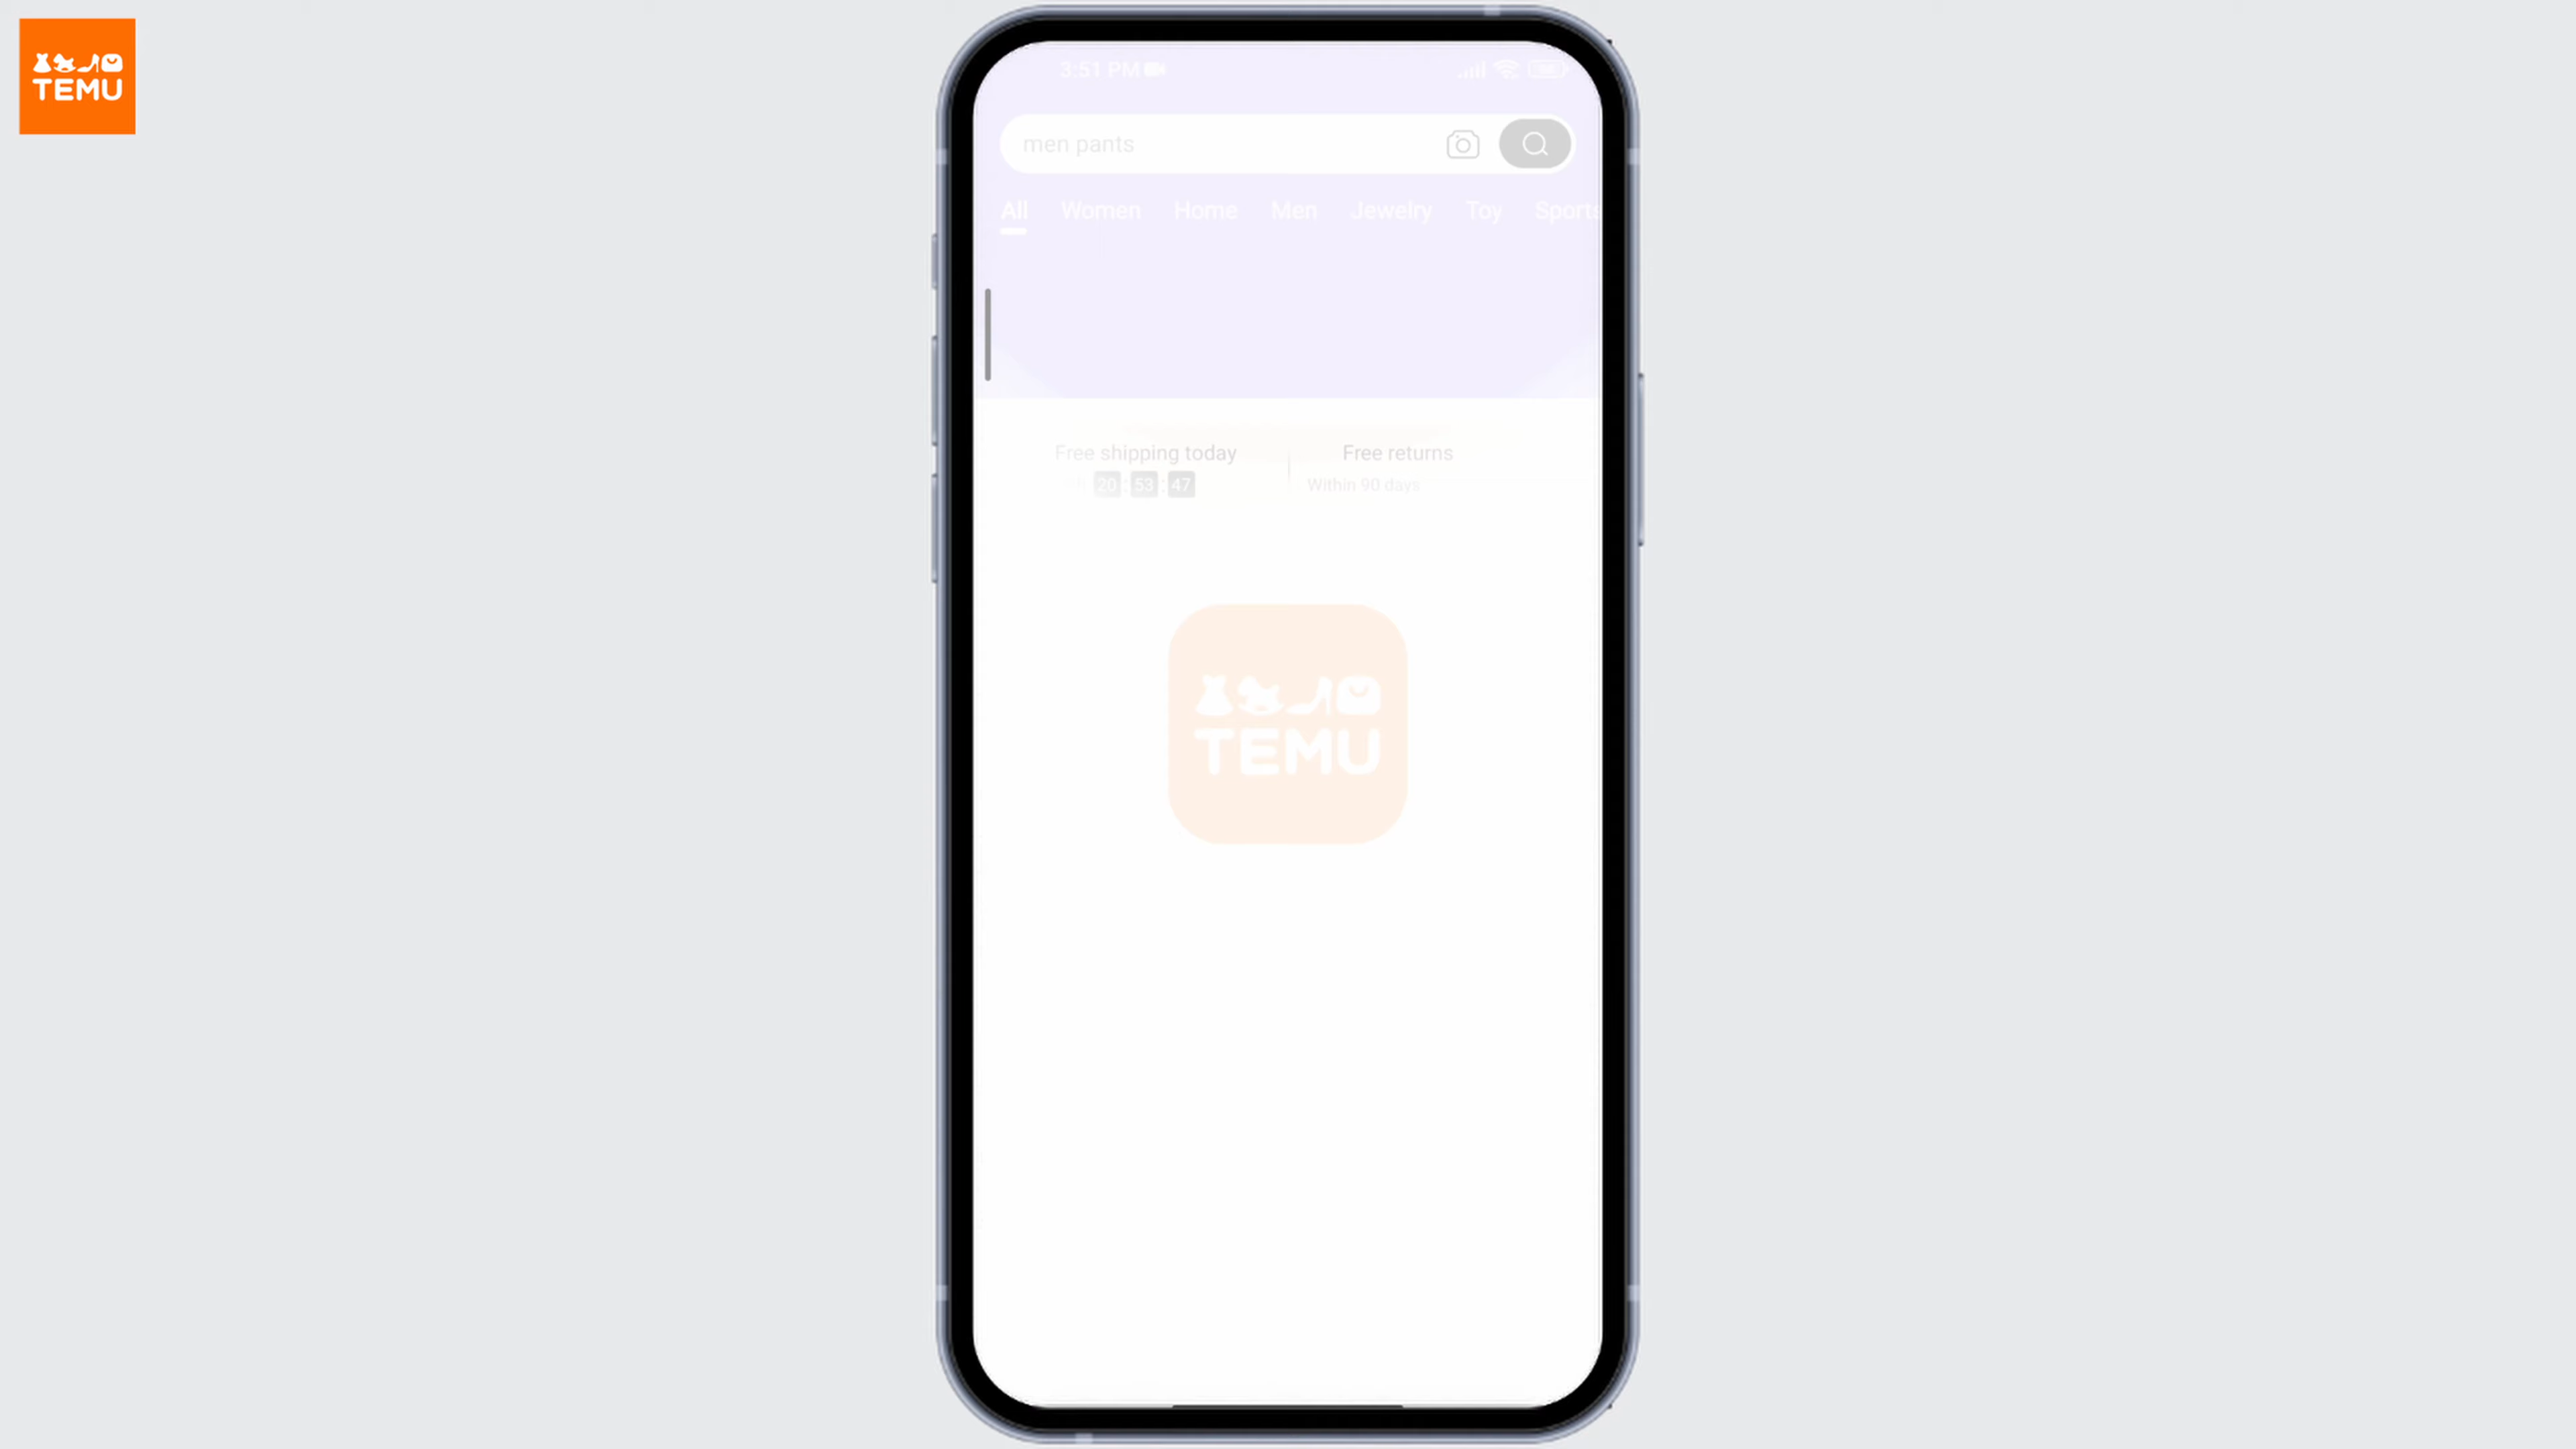 TEMU
3:51 PM
men pants
All Women Home Men Jewelry Toy Sports
Free shipping today
Free returns
20 : 53 : 47
Within 90 days
TEMU